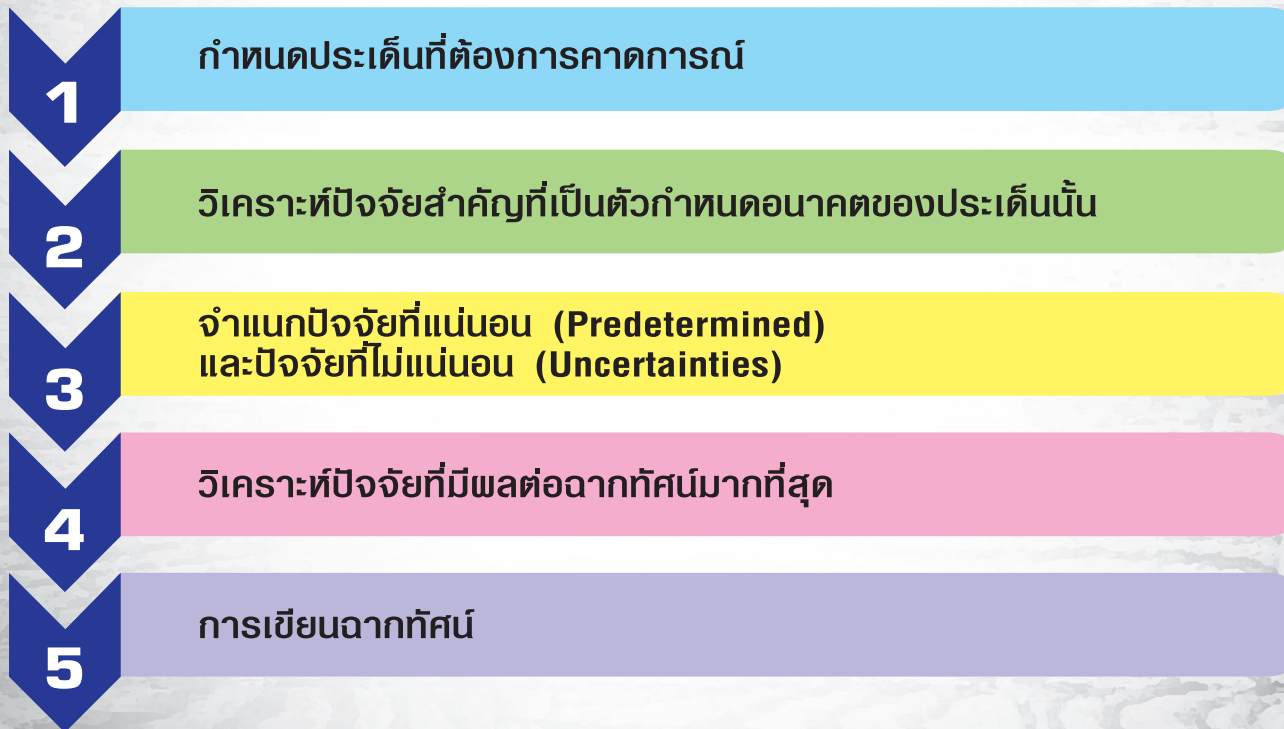 1
กำหนดประเด็นที่ต้องการคาดการณ์
2
วิเคราะห์ปัจจัยสำคัญที่เป็นตัวกำหนดอนาคตของประเด็นนั้น
3
จำแนกปัจจัยที่แน่นอน (Predetermined)
และปัจจัยที่ไม่แน่นอน (Uncertainties)
4
วิเคราะห์ปัจจัยที่มีผลต่อฉากทัศน์มากที่สุด
5
การเขียนฉากทัศน์